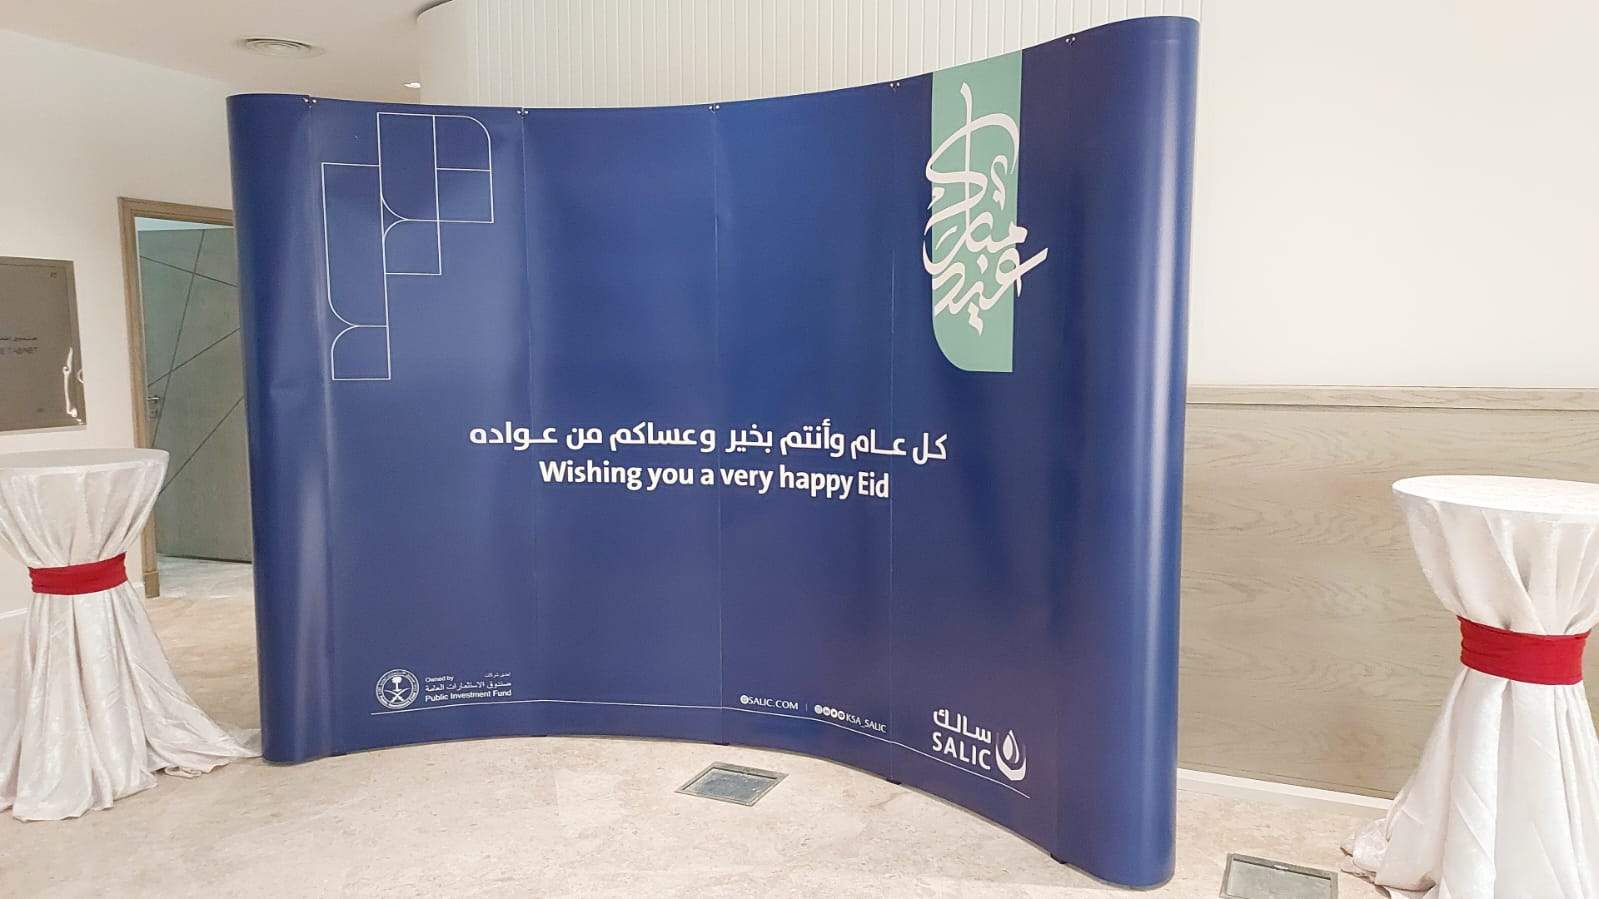 عيد مبارك
كل عـام وأنتم بخير وعساكم من عـواده
Wishing you a very happy Eid
Owned by
صندوق الاستثمارات العامة
Public Investment Fund
SALIC.COM | KSA_SALIC
سالك
SALIC